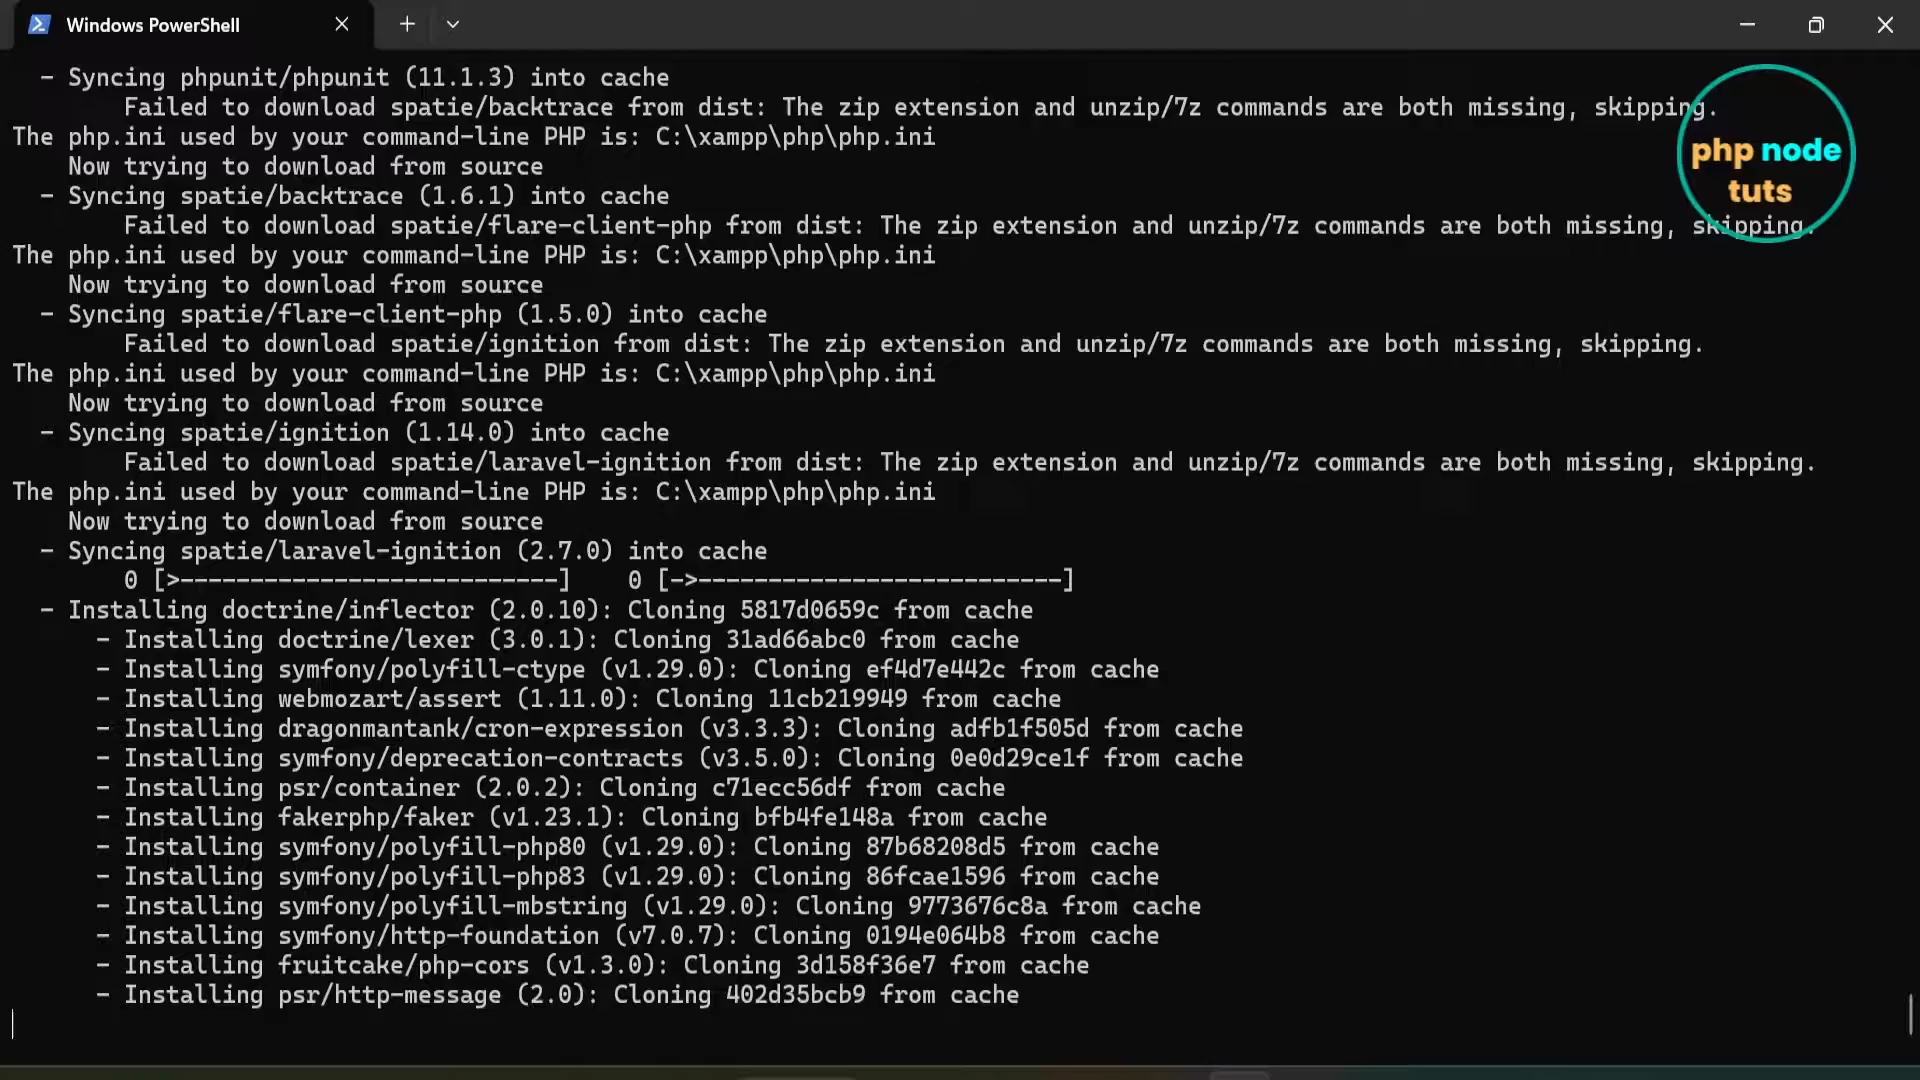 Windows PowerShell
- Syncing phpunit/phpunit (11.1.3) into cache
Failed to download spatie/backtrace from dist: The zip extension and unzip/7z commands are both missing, skipping.
The php.ini used by your command-line PHP is: C:\xampp\php\php.ini
Now trying to download from source
- Syncing spatie/backtrace (1.6.1) into cache
Failed to download spatie/flare-client-php from dist: The zip extension and unzip/7z commands are both missing, skipping.
The php.ini used by your command-line PHP is: C:\xampp\php\php.ini
Now trying to download from source
- Syncing spatie/flare-client-php (1.5.0) into cache
Failed to download spatie/ignition from dist: The zip extension and unzip/7z commands are both missing, skipping.
The php.ini used by your command-line PHP is: C:\xampp\php\php.ini
Now trying to download from source
- Syncing spatie/ignition (1.14.0) into cache
Failed to download spatie/laravel-ignition from dist: The zip extension and unzip/7z commands are both missing, skipping.
The php.ini used by your command-line PHP is: C:\xampp\php\php.ini
Now trying to download from source
- Syncing spatie/laravel-ignition (2.7.0) into cache
0 [>---------------------------]    0 [->--------------------------]
- Installing doctrine/inflector (2.0.10): Cloning 5817d0659c from cache
- Installing doctrine/lexer (3.0.1): Cloning 31ad66abc0 from cache
- Installing symfony/polyfill-ctype (v1.29.0): Cloning ef4d7e442c from cache
- Installing webmozart/assert (1.11.0): Cloning 11cb219949 from cache
- Installing dragonmantank/cron-expression (v3.3.3): Cloning adfb1f505d from cache
- Installing symfony/deprecation-contracts (v3.5.0): Cloning 0e0d29ce1f from cache
- Installing psr/container (2.0.2): Cloning c71ecc56df from cache
- Installing fakerphp/faker (v1.23.1): Cloning bfb4fe148a from cache
- Installing symfony/polyfill-php80 (v1.29.0): Cloning 87b68208d5 from cache
- Installing symfony/polyfill-php83 (v1.29.0): Cloning 86fcae1596 from cache
- Installing symfony/polyfill-mbstring (v1.29.0): Cloning 9773676c8a from cache
- Installing symfony/http-foundation (v7.0.7): Cloning 0194e064b8 from cache
- Installing fruitcake/php-cors (v1.3.0): Cloning 3d158f36e7 from cache
- Installing psr/http-message (2.0): Cloning 402d35bcb9 from cache
php node
tuts